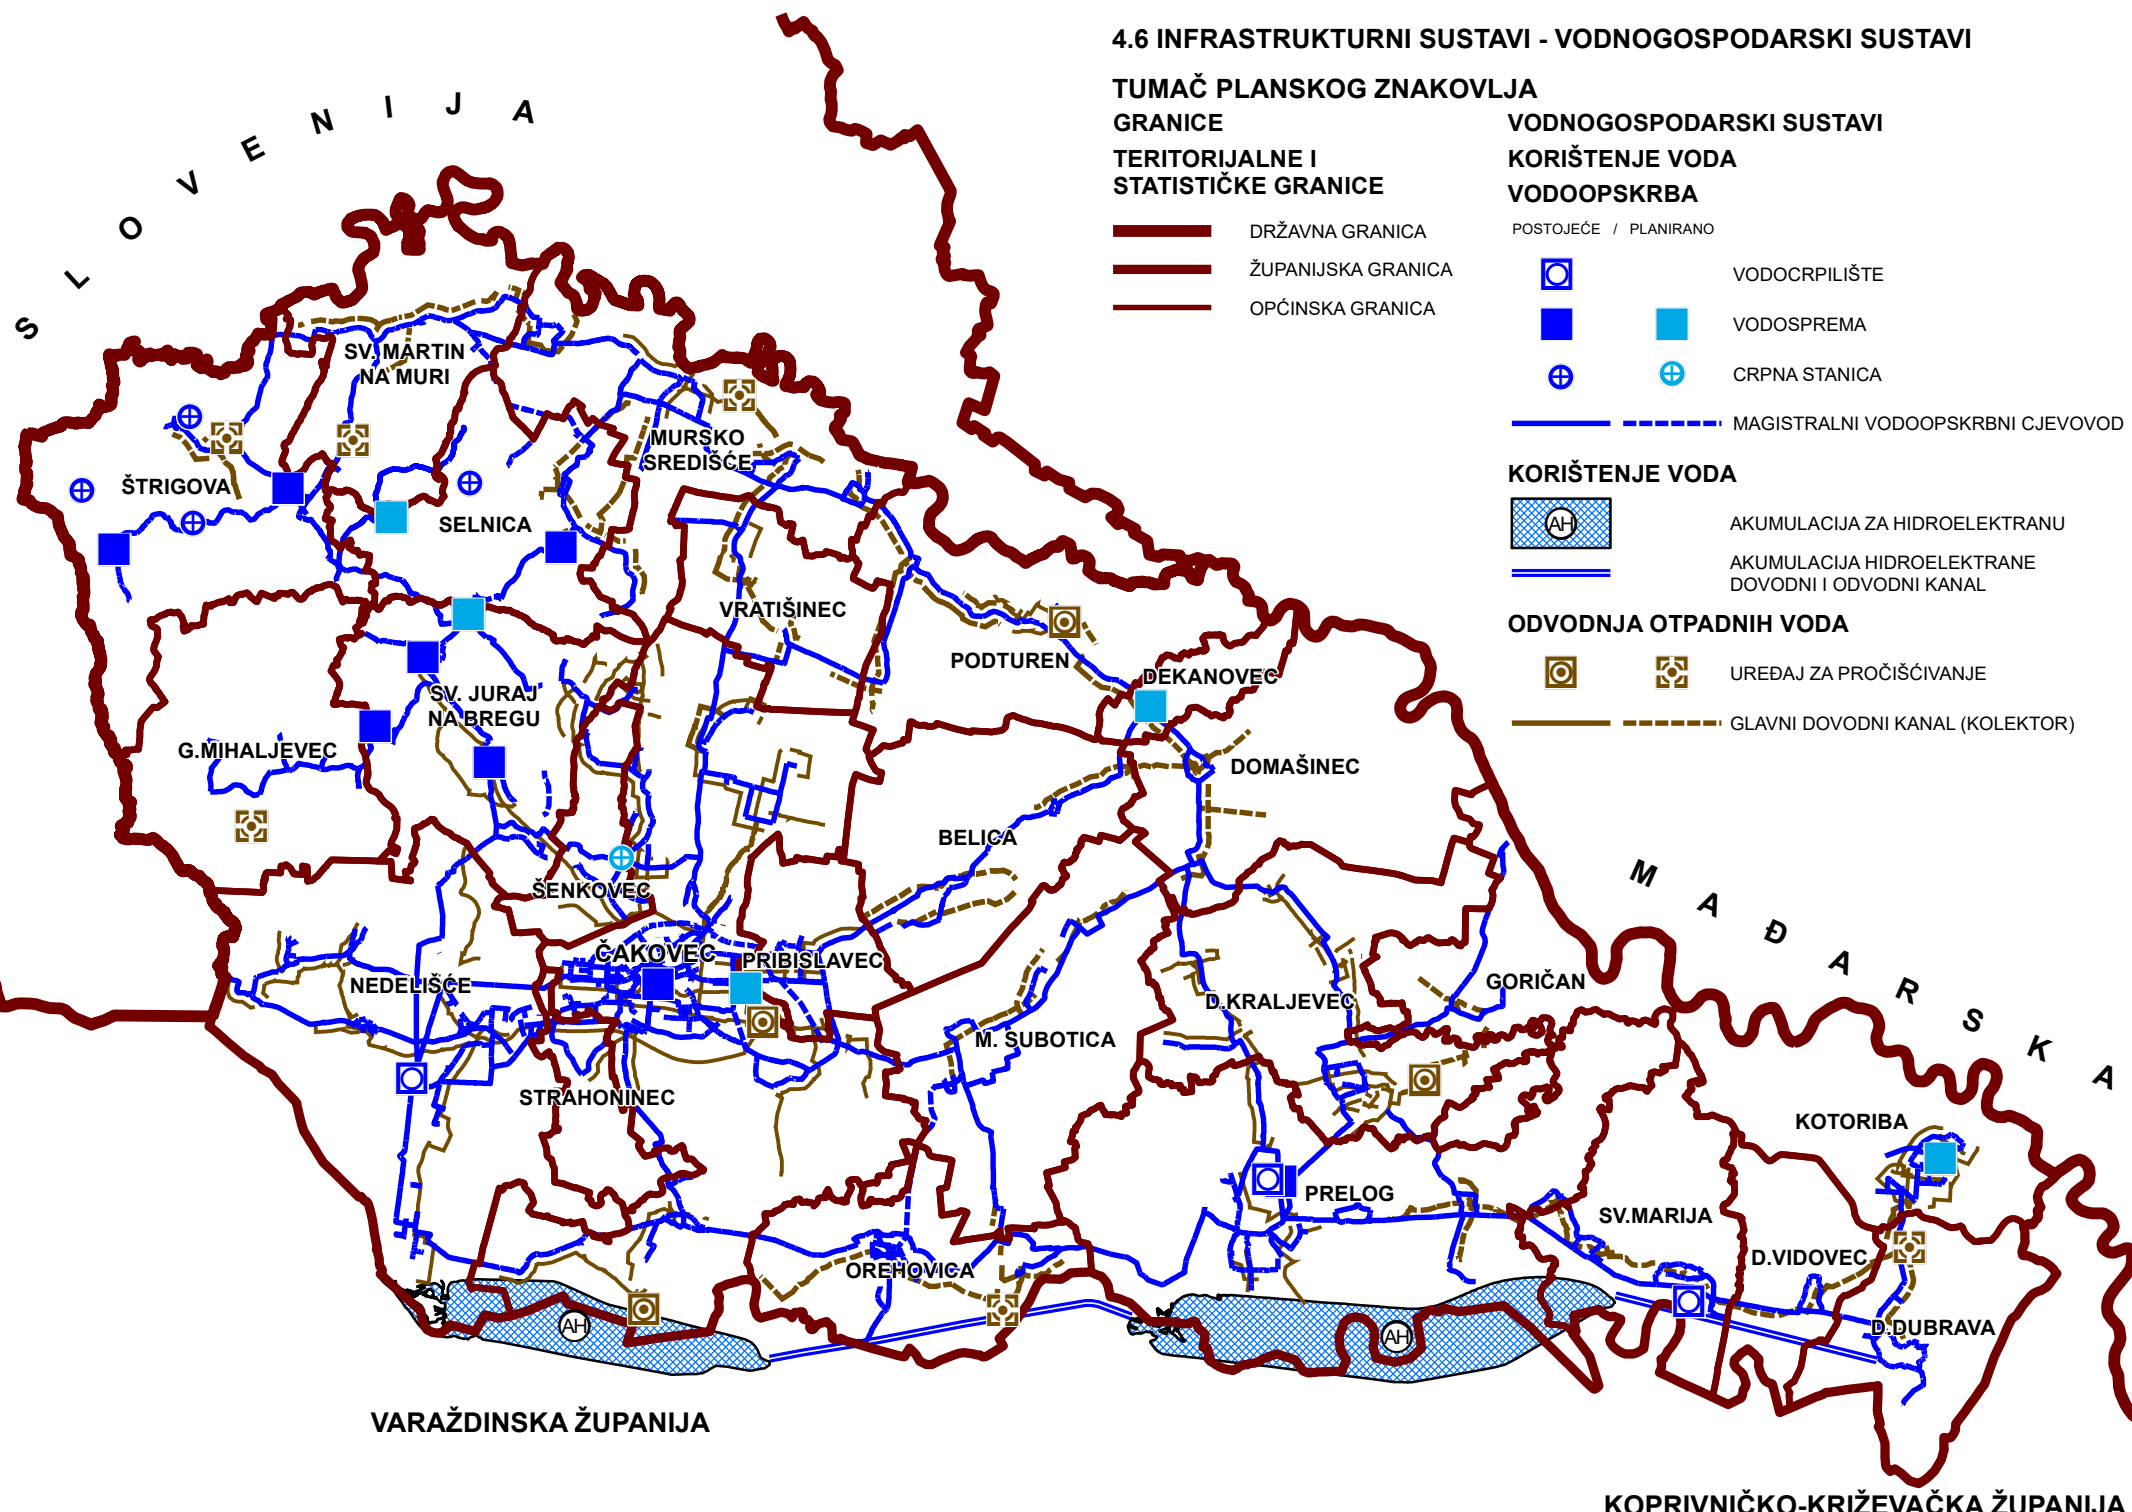 4.6 INFRASTRUKTURNI SUSTAVI - VODNOGOSPODARSKI SUSTAVI
TUMAČ PLANSKOG ZNAKOVLJA
GRANICE
TERITORIJALNE I
STATISTIČKE GRANICE
DRŽAVNA GRANICA
ŽUPANIJSKA GRANICA
OPĆINSKA GRANICA
VODNOGOSPODARSKI SUSTAVI
KORIŠTENJE VODA
VODOOPSKRBA
POSTOJEĆE / PLANIRANO
VODOCRPILIŠTE
VODOSPREMA
CRPNA STANICA
MAGISTRALNI VODOOPSKRBNI CJEVOVOD
KORIŠTENJE VODA
AH
AKUMULACIJA ZA HIDROELEKTRANU
AKUMULACIJA HIDROELEKTRANE
DOVODNI I ODVODNI KANAL
ODVODNJA OTPADNIH VODA
UREĐAJ ZA PROČIŠĆIVANJE
GLAVNI DOVODNI KANAL (KOLEKTOR)
SLOVENIJA
SV. MARTIN
NA MURI
MURSKO
SREDIŠĆE
ŠTRIGOVA
SELNICA
VRATIŠINEC
PODTUREN
DEKANOVEC
SV. JURAJ
NA BREGU
G.MIHALJEVEC
DOMAŠINEC
BELICA
ŠENKOVEC
MAĐARSKA
ČAKOVEC
PRIBISLAVEC
NEDELIŠĆE
GORIČAN
D.KRALJEVEC
M. SUBOTICA
STRAHONINEC
KOTORIBA
PRELOG
SV.MARIJA
D.VIDOVEC
OREHOVICA
AH
AH
D.DUBRAVA
VARAŽDINSKA ŽUPANIJA
KOPRIVNIČKO-KRIŽEVAČKA ŽUPANIJA